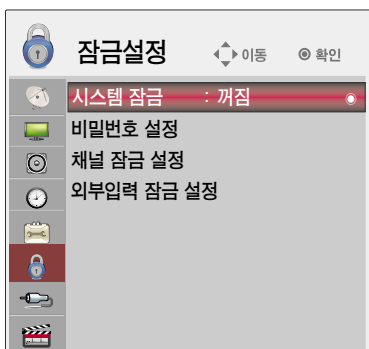 잠금설정 이동 확인
시스템 잠금 : 꺼짐
비밀번호 설정
채널 잠금 설정
외부입력 잠금 설정